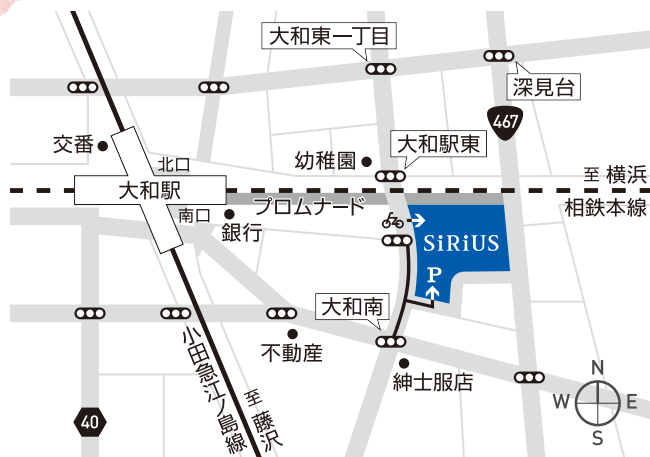 大和東一丁目
深見台
467
交番
北口
幼稚園
大和駅東
至 横浜
大和駅
プロムナード
相鉄本線
南口
銀行
SiRiUS
P
大和南
不動産
小田急江ノ島線
至 藤沢
紳士服店
40
N
W
E
S